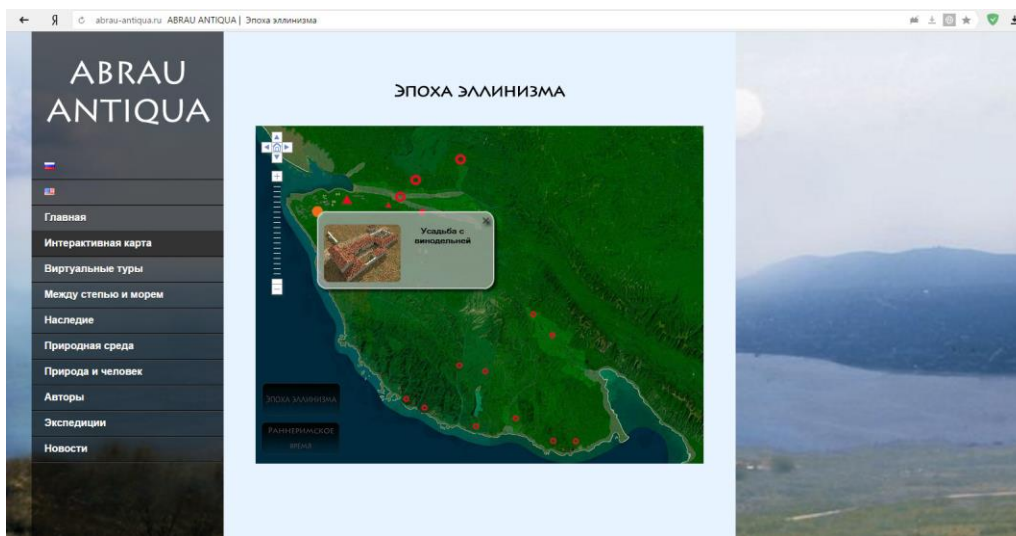 abrau-antiqua.ru ABRAU ANTIQUA | Эпоха эллинизма
ABRAU
ANTIQUA
Главная
Интерактивная карта
Виртуальные туры
Между степью и морем
Наследие
Природная среда
Природа и человек
Авторы
Экспедиции
Новости
Эпоха эллинизма
Усадьба с
винодельней
Эпоха эллинизма
Раннеримское
время